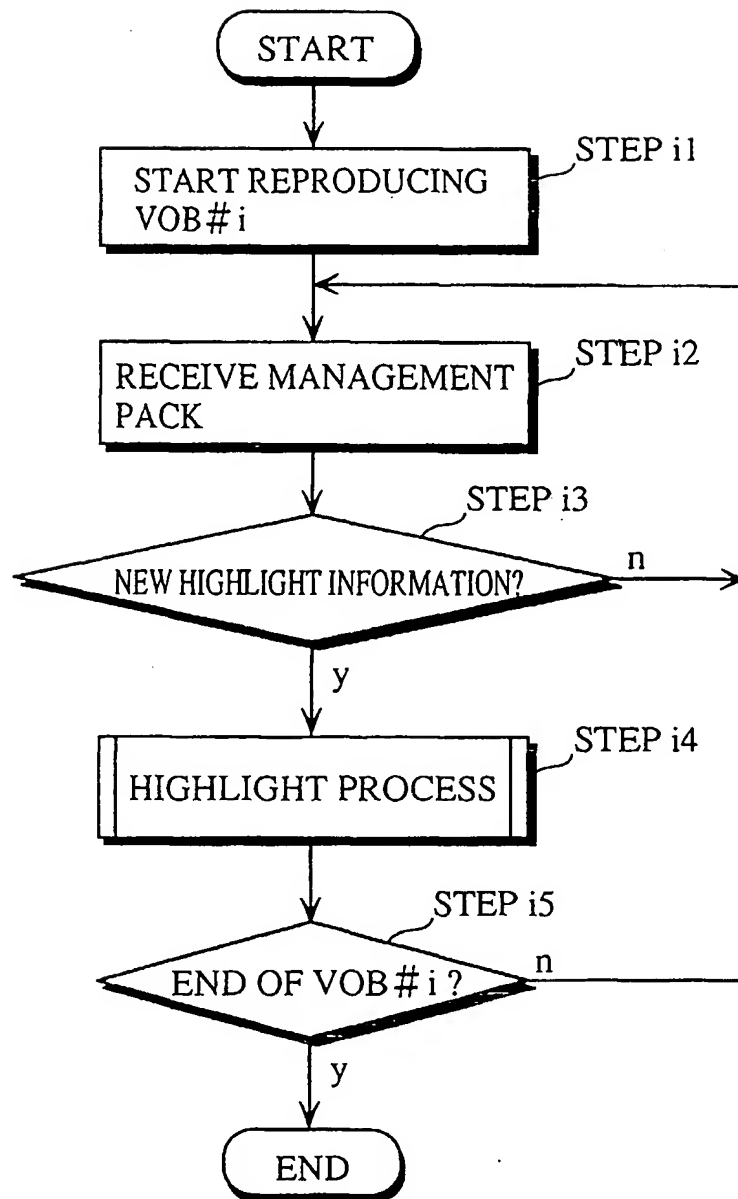 START
STEP i1
START REPRODUCING
VOB# i
STEP i2
RECEIVE MANAGEMENT
PACK
STEP i3
NEW HIGHLIGHT INFORMATION?
n
y
STEP i4
HIGHLIGHT PROCESS
STEP i5
END OF VOB# i ?
n
y
END